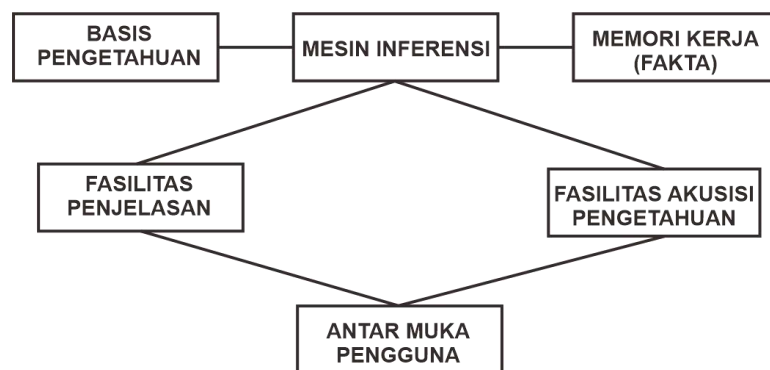 BASIS
PENGETAHUAN
MESIN INFERENSI
MEMORI KERJA
(FAKTA)
FASILITAS
PENJELASAN
FASILITAS AKUSISI
PENGETAHUAN
ANTAR MUKA
PENGGUNA